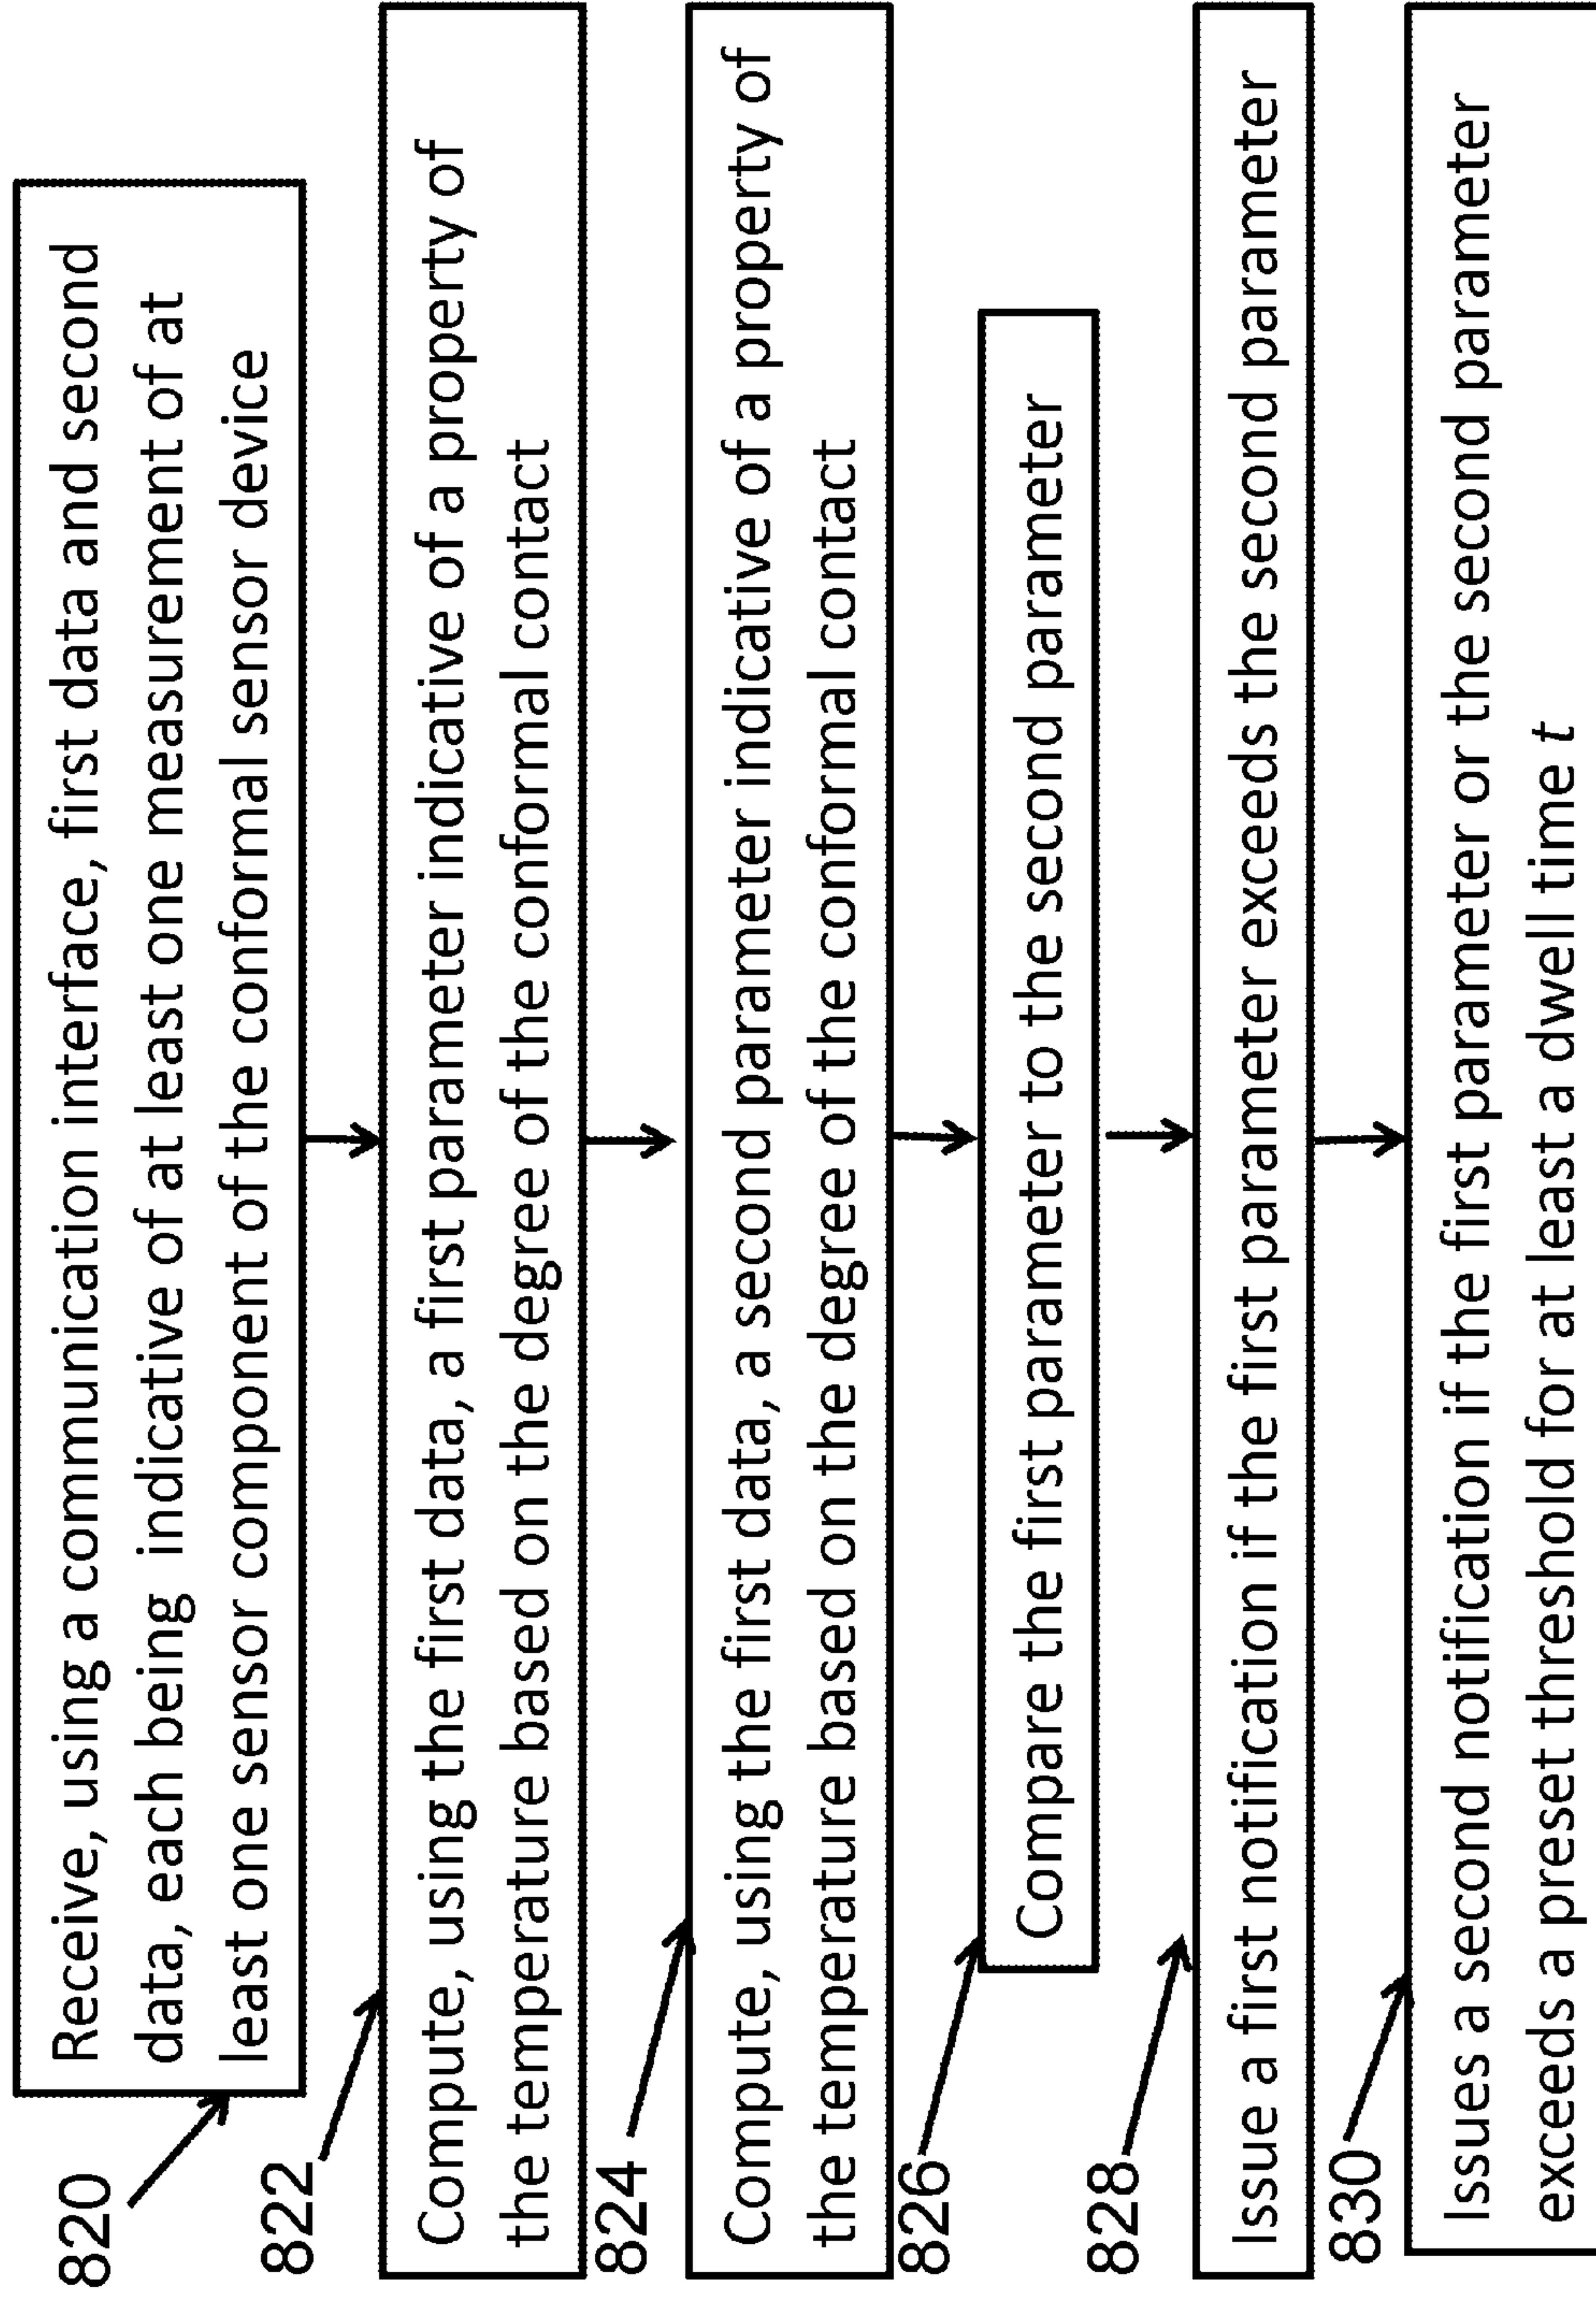 820
Receive, using a communication interface, first data and second
data, each being indicative of at least one measurement of at
least one sensor component of the conformal sensor device
822
Compute, using the first data, a first parameter indicative of a property of
the temperature based on the degree of the conformal contact
824
Compute, using the first data, a second parameter indicative of a property of
the temperature based on the degree of the conformal contact
826
Compare the first parameter to the second parameter
828
Issue a first notification if the first parameter exceeds the second parameter
830
Issues a second notification if the first parameter or the second parameter
exceeds a preset threshold for at least a dwell time t